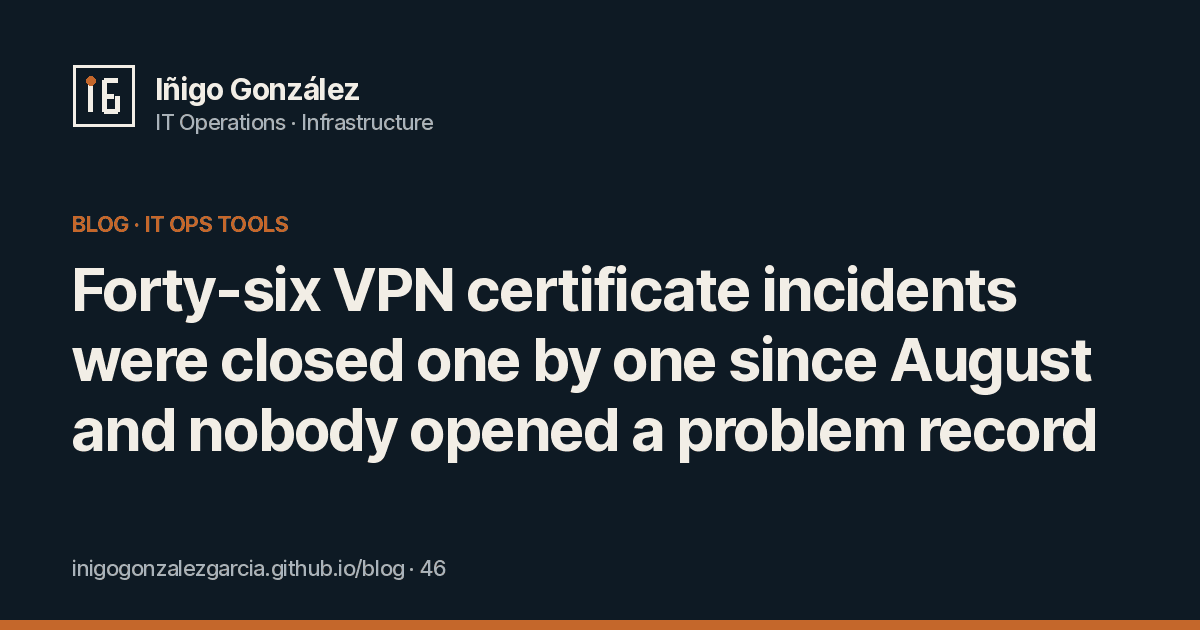 iG
Iñigo González
IT Operations · Infrastructure
BLOG · IT OPS TOOLS
Forty-six VPN certificate incidents
were closed one by one since August
and nobody opened a problem record
inigogonzalezgarcia.github.io/blog · 46